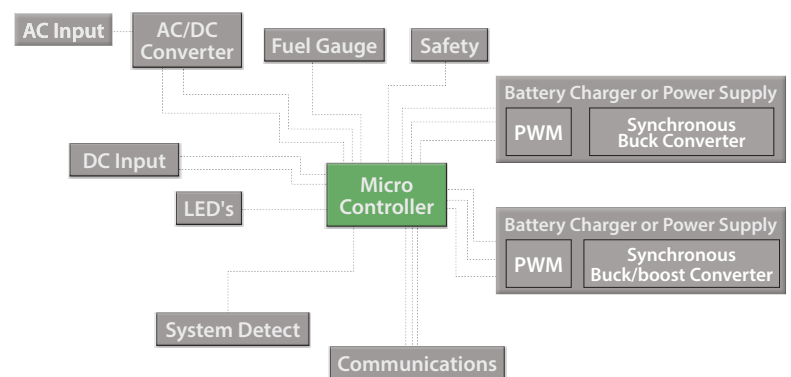 AC Input
AC/DC
Converter
Fuel Gauge
Safety
Battery Charger or Power Supply
PWM
Synchronous
Buck Converter
DC Input
Micro
Controller
LED's
Battery Charger or Power Supply
PWM
Synchronous
Buck/boost Converter
System Detect
Communications